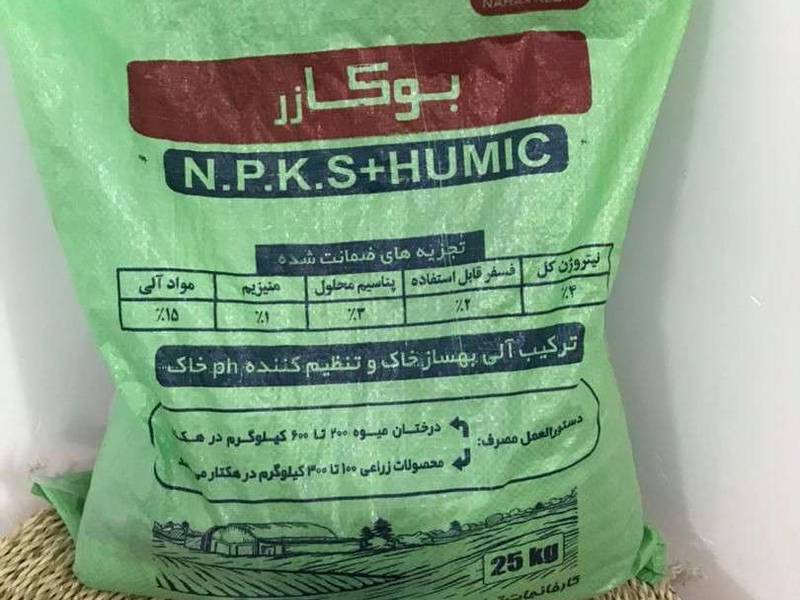 بوکازر
N.P.K.S+HUMIC
تجزیه های ضمانت شده
نیتروژن کل فسفر قابل استفاده پتاسیم محلول منیزیم مواد آلی
٪۴ ٪۲ ٪۳ ٪۱ ٪۱۵
ترکیب آلی بهساز خاک و تنظیم کننده ph خاک
دستورالعمل مصرف:
درختان میوه ۲۰۰ تا ۶۰۰ کیلوگرم در
محصولات زراعی ۱۰۰ تا ۳۰۰ کیلوگرم در هکتار
25 kg
کارخانجات